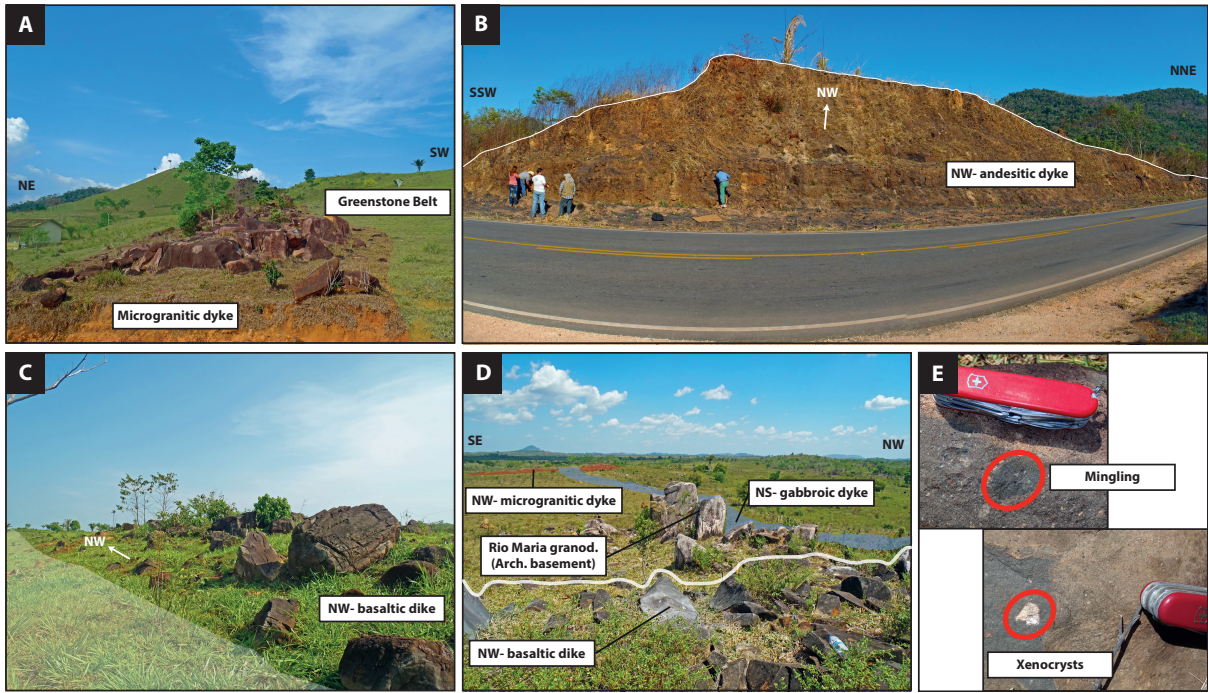 A
NE
SW
Greenstone Belt
Microgranitic dyke
B
SSW
NNE
NW
NW- andesitic dyke
C
NW
NW- basaltic dike
D
SE
NW
NW- microgranitic dyke
NS- gabbroic dyke
Rio Maria granod.
(Arch. basement)
NW- basaltic dike
E
Mingling
Xenocrysts